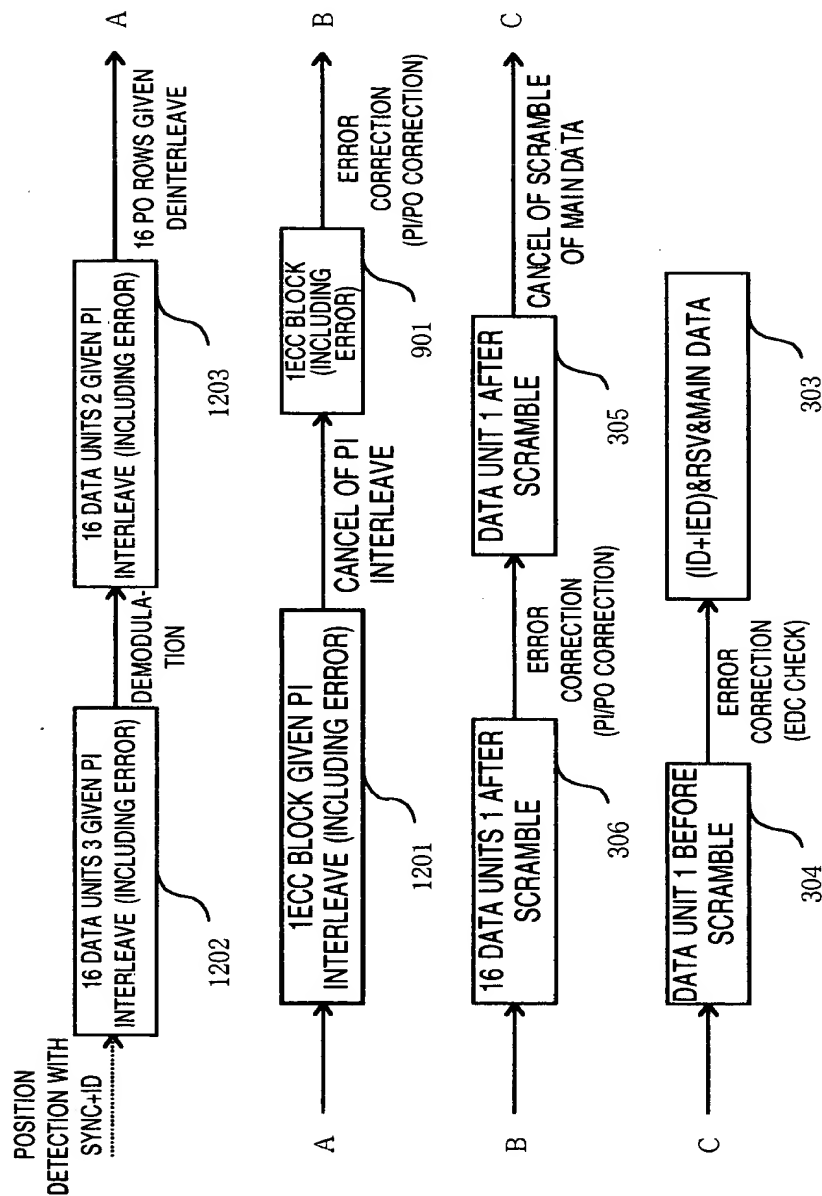 POSITION
DETECTION WITH
SYNC+ID
16 DATA UNITS 3 GIVEN PI
INTERLEAVE (INCLUDING ERROR)
1202
DEMODULA-
TION
16 DATA UNITS 2 GIVEN PI
INTERLEAVE (INCLUDING ERROR)
1203
16 PO ROWS GIVEN
DEINTERLEAVE
A
A
1ECC BLOCK GIVEN PI
INTERLEAVE (INCLUDING ERROR)
1201
CANCEL OF PI
INTERLEAVE
1ECC BLOCK
(INCLUDING
ERROR)
901
ERROR
CORRECTION
(PI/PO CORRECTION)
B
B
16 DATA UNITS 1 AFTER
SCRAMBLE
306
ERROR
CORRECTION
(PI/PO CORRECTION)
DATA UNIT 1 AFTER
SCRAMBLE
305
CANCEL OF SCRAMBLE
OF MAIN DATA
C
C
DATA UNIT 1 BEFORE
SCRAMBLE
304
ERROR
CORRECTION
(EDC CHECK)
(ID+IED)&RSV&MAIN DATA
303